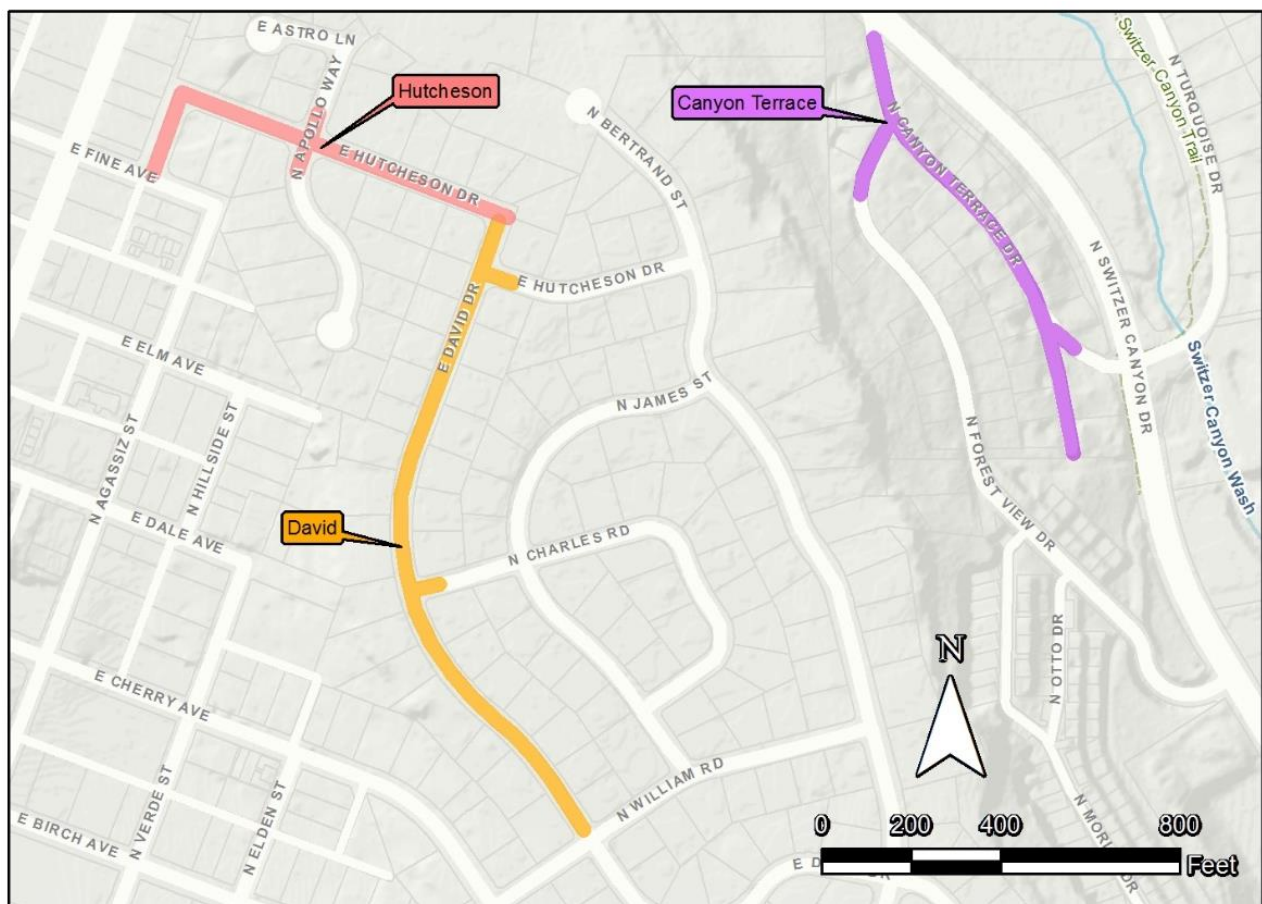 E ASTRO LN
Hutcheson
Canyon Terrace
Switzer Canyon Trail
N TURQUOISE DR
N APOLLO WAY
N BERTRAND ST
E FINE AVE
E HUTCHESON DR
N CANYON TERRACE DR
E HUTCHESON DR
N SWITZER CANYON DR
E DAVID DR
E ELM AVE
Switzer Canyon Wash
N JAMES ST
N AGASSIZ ST
N HILLSIDE ST
N FOREST VIEW DR
David
E DALE AVE
N CHARLES RD
N
N OTTO DR
E CHERRY AVE
N VERDE ST
N ELDEN ST
N WILLIAM RD
E BIRCH AVE
0 200 400 800
Feet
E D
DR
N MORI
DR